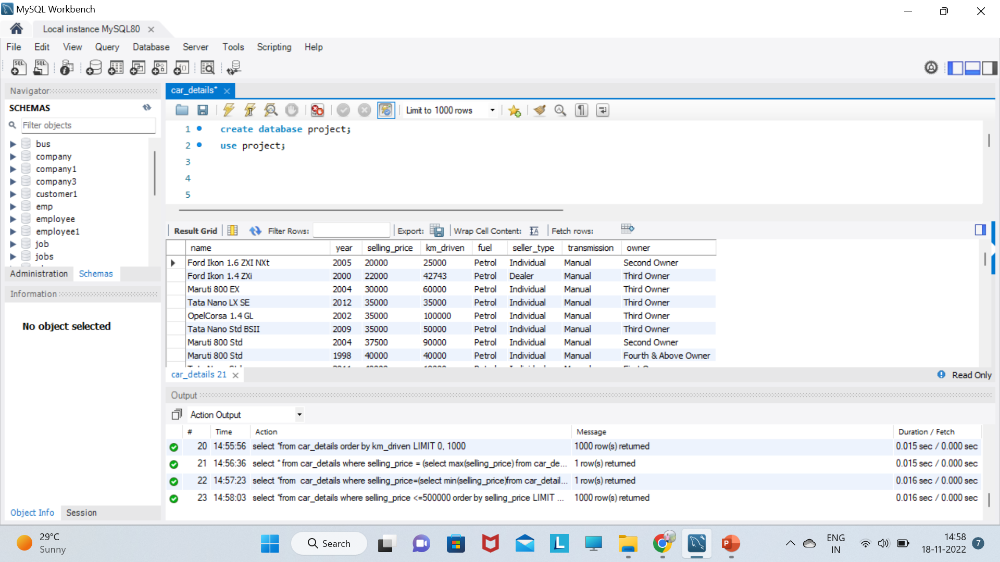 MySQL Workbench
Local instance MySQL80
File Edit View Query Database Server Tools Scripting Help
Navigator
SCHEMAS
Filter objects
bus
company
company1
company3
customer1
emp
employee
employee1
job
jobs
Administration Schemas
Information
No object selected
Object Info Session
car_details*
Limit to 1000 rows
1 create database project;
2 use project;
3
4
5
Result Grid Filter Rows: Export: Wrap Cell Content: Fetch rows:
name year selling_price km_driven fuel seller_type transmission owner
Ford Ikon 1.6 ZXI NXt 2005 20000 25000 Petrol Individual Manual Second Owner
Ford Ikon 1.4 ZXi 2000 22000 42743 Petrol Dealer Manual Third Owner
Maruti 800 EX 2004 30000 60000 Petrol Individual Manual Third Owner
Tata Nano LX SE 2012 35000 35000 Petrol Individual Manual Third Owner
OpelCorsa 1.4 GL 2002 35000 100000 Petrol Individual Manual Third Owner
Tata Nano Std BSII 2009 35000 50000 Petrol Individual Manual Third Owner
Maruti 800 Std 2004 37500 90000 Petrol Individual Manual Second Owner
Maruti 800 Std 1998 40000 40000 Petrol Individual Manual Fourth & Above Owner
car_details 21 Read Only
Output
Action Output
# Time Action Message Duration / Fetch
20 14:55:56 select *from car_details order by km_driven LIMIT 0, 1000 1000 row(s) returned 0.015 sec / 0.000 sec
21 14:56:36 select * from car_details where selling_price = (select max(selling_price) from car_de... 1 row(s) returned 0.015 sec / 0.000 sec
22 14:57:23 select *from car_details where selling_price=(select min(selling_price)from car_detail... 1 row(s) returned 0.016 sec / 0.000 sec
23 14:58:03 select *from car_details where selling_price <=500000 order by selling_price LIMIT ... 1000 row(s) returned 0.016 sec / 0.000 sec
29°C
Sunny
Search
ENG
IN
14:58
18-11-2022
7